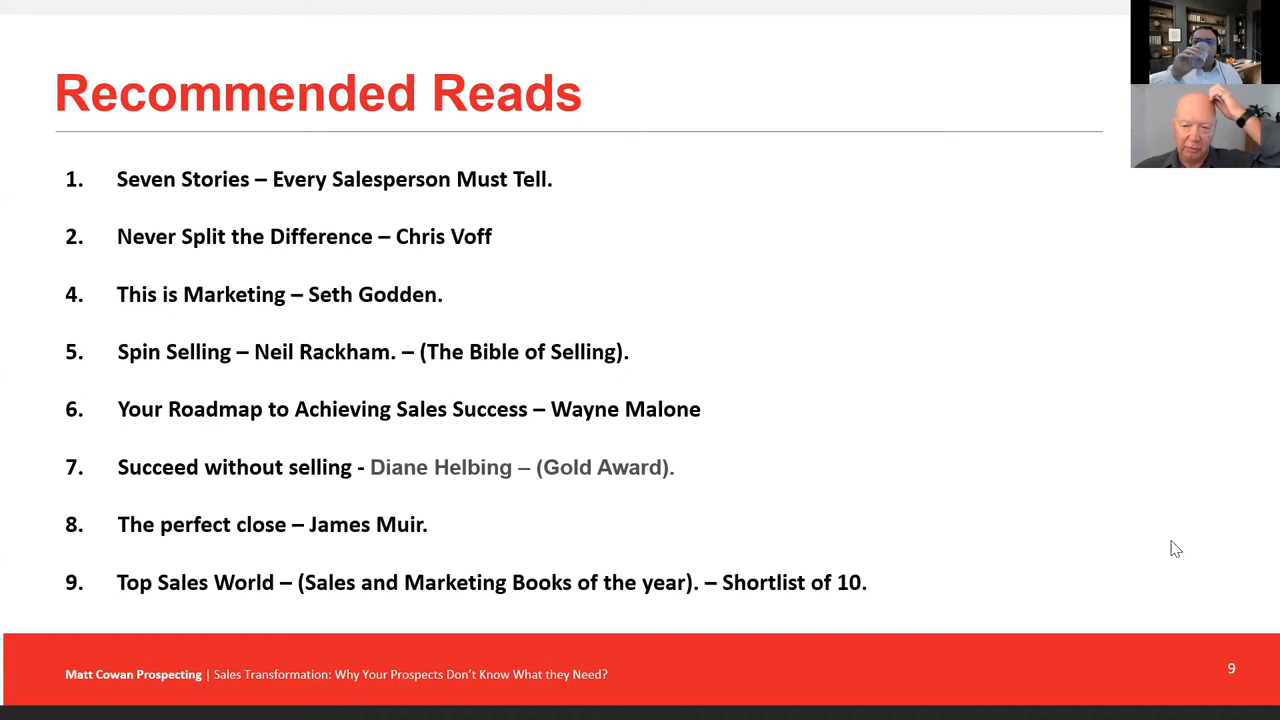 Recommended Reads
1. Seven Stories – Every Salesperson Must Tell.
2. Never Split the Difference – Chris Voff
4. This is Marketing – Seth Godden.
5. Spin Selling – Neil Rackham. – (The Bible of Selling).
6. Your Roadmap to Achieving Sales Success – Wayne Malone
7. Succeed without selling - Diane Helbing – (Gold Award).
8. The perfect close – James Muir.
9. Top Sales World – (Sales and Marketing Books of the year). – Shortlist of 10.
Matt Cowan Prospecting | Sales Transformation: Why Your Prospects Don’t Know What they Need?
9